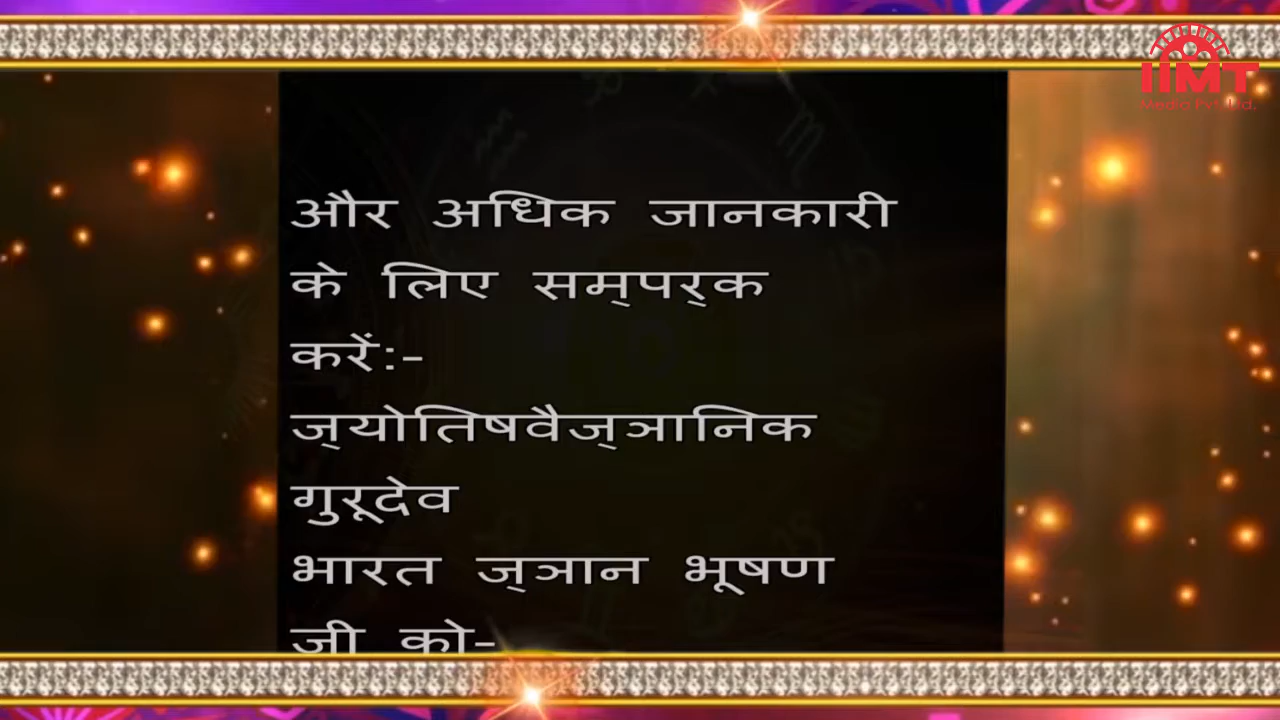 IIMT
Media Pvt. Ltd.
और अधिक जानकारी
के लिए सम्‌पर्‌क
करें:-
ज्‌योतिषवैज्‌ञानिक
गुरूदेव
भारत ज्‌ञान भूषण
जी को-